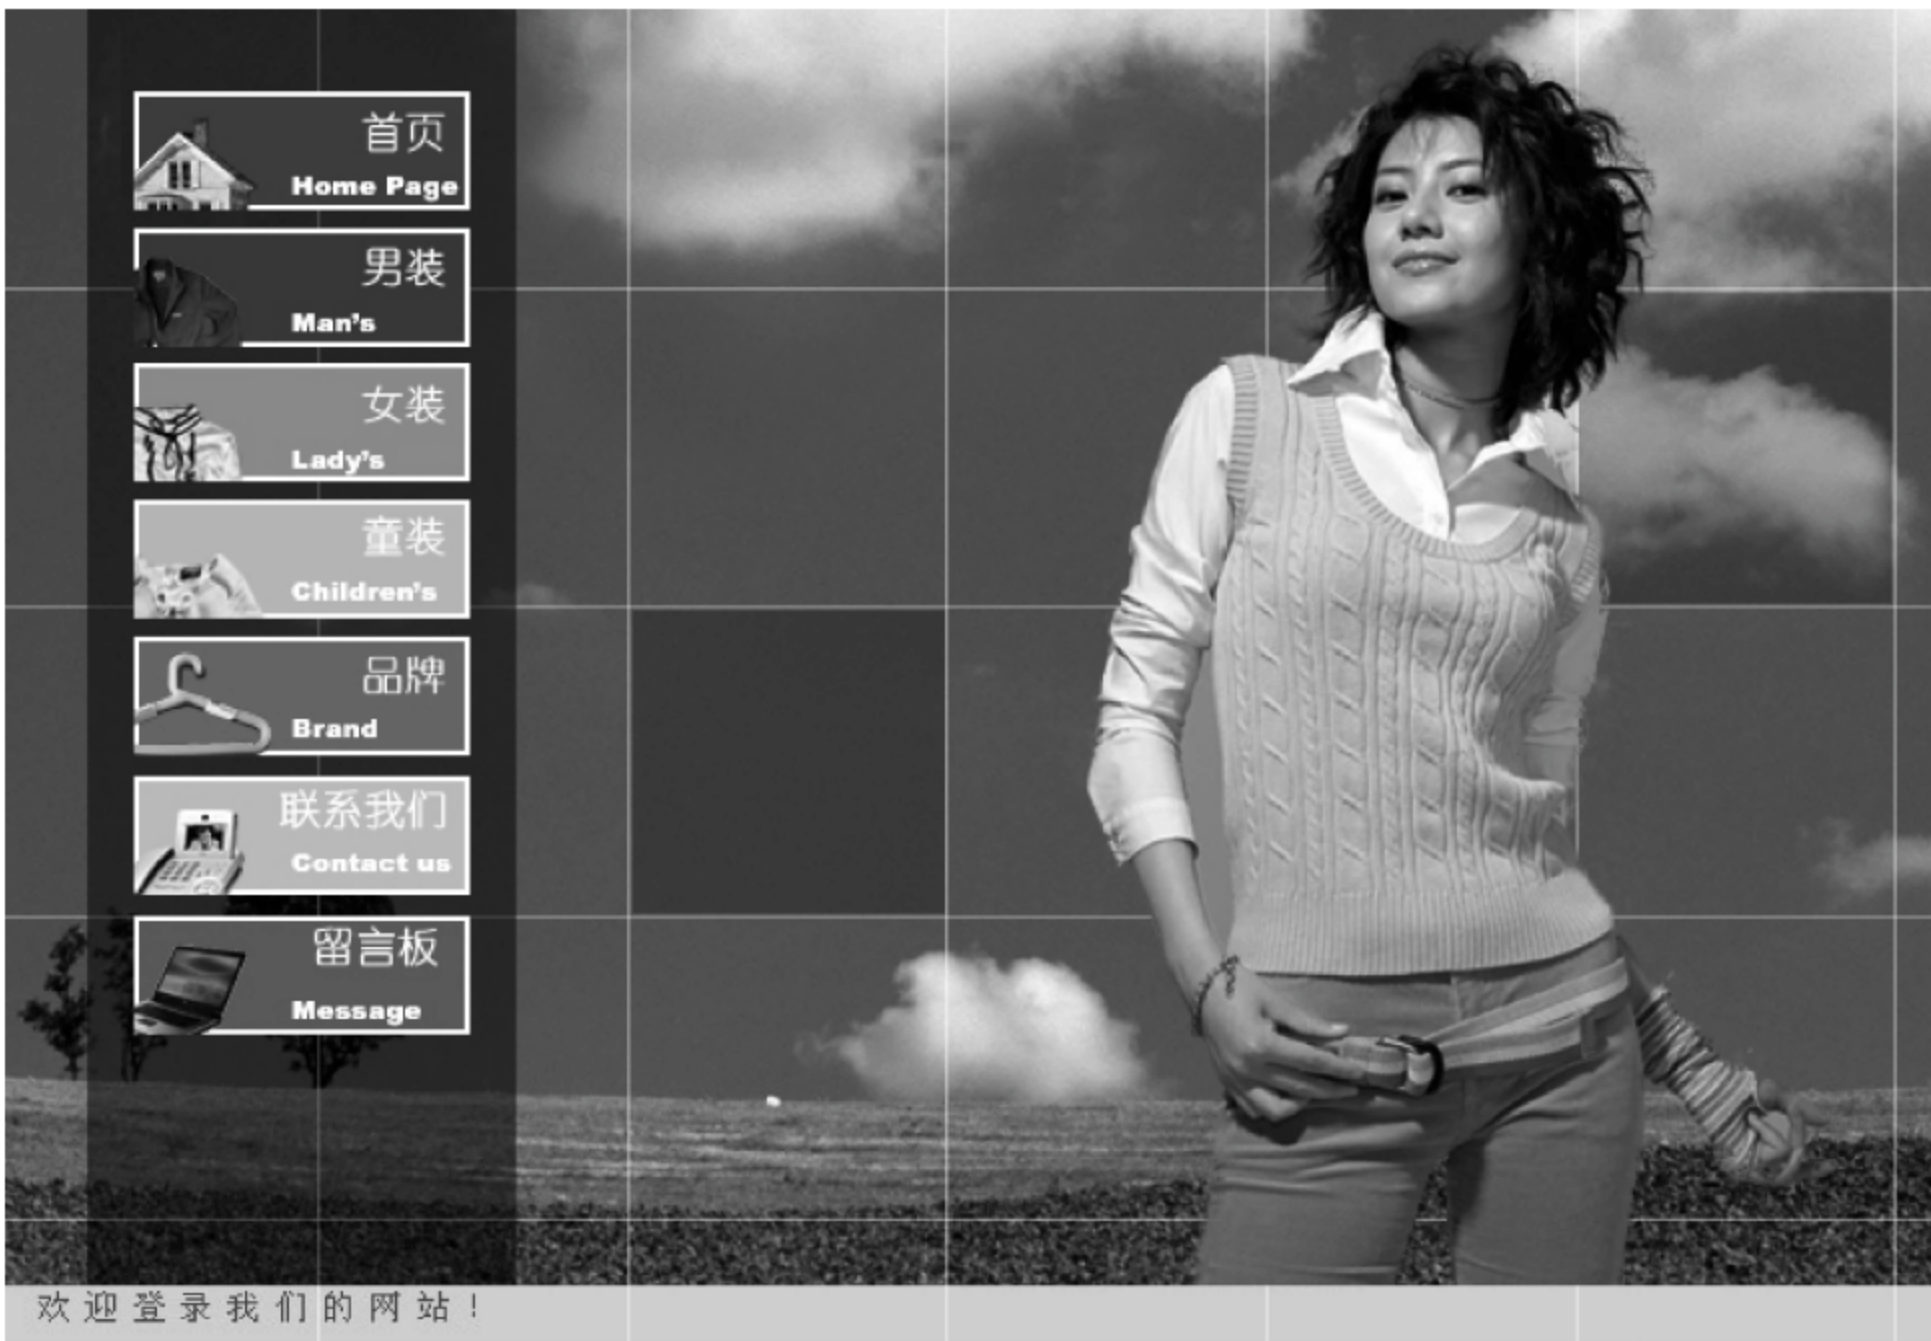 首页
Home Page
男装
Man's
女装
Lady's
童装
Children's
品牌
Brand
联系我们
Contact us
留言板
Message
欢迎登录我们的网站！